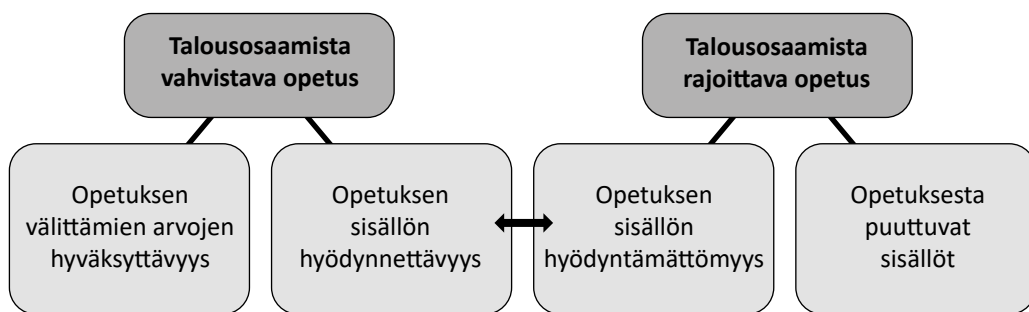 Talousosaamista
vahvistava opetus
Talousosaamista
rajoittava opetus
Opetuksen
välittämien arvojen
hyväksyttävyys
Opetuksen
sisällön
hyödynnettävyys
Opetuksen
sisällön
hyödyntämättömyys
Opetuksesta
puuttuvat
sisällöt